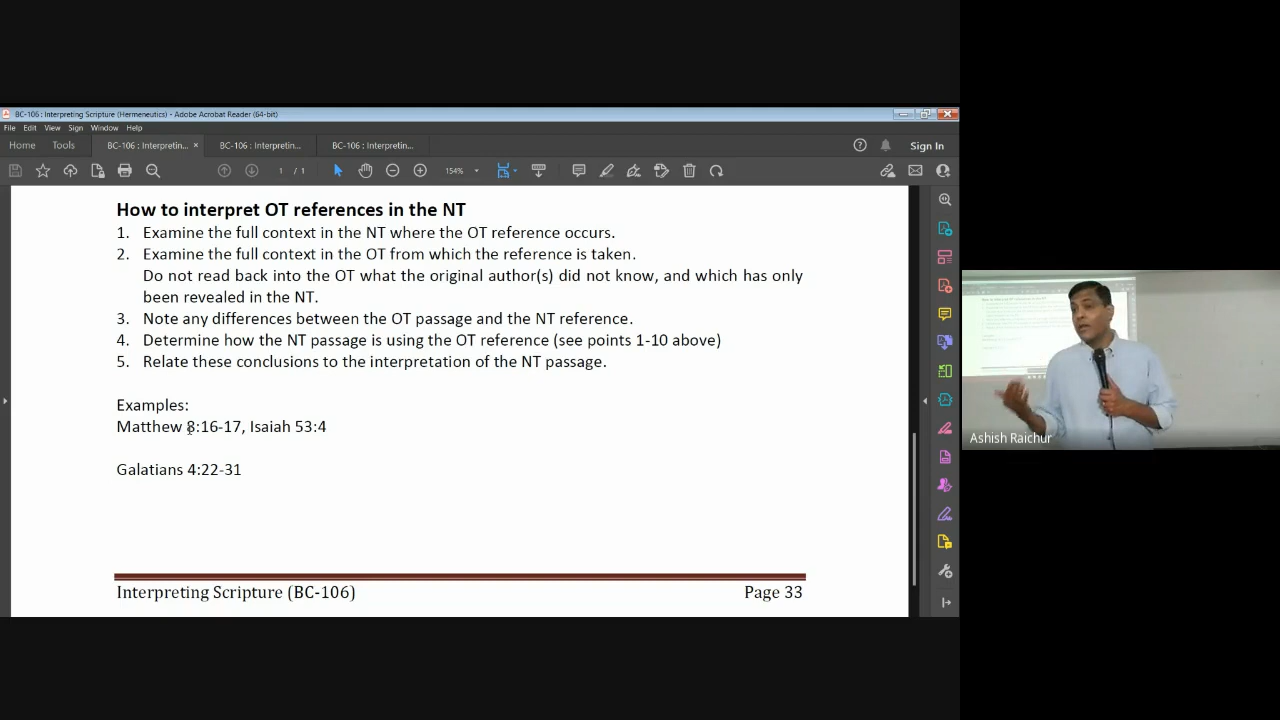 BC-106 : Interpreting Scripture (Hermeneutics) - Adobe Acrobat Reader (64-bit)
File Edit View Sign Window Help
Home Tools BC-106 : Interpretin... × BC-106 : Interpretin... BC-106 : Interpretin... Sign In
1 / 1 154%
How to interpret OT references in the NT
1. Examine the full context in the NT where the OT reference occurs.
2. Examine the full context in the OT from which the reference is taken.
Do not read back into the OT what the original author(s) did not know, and which has only
been revealed in the NT.
3. Note any differences between the OT passage and the NT reference.
4. Determine how the NT passage is using the OT reference (see points 1-10 above)
5. Relate these conclusions to the interpretation of the NT passage.
Examples:
Matthew 8:16-17, Isaiah 53:4
Galatians 4:22-31
Interpreting Scripture (BC-106) Page 33
Ashish Raichur